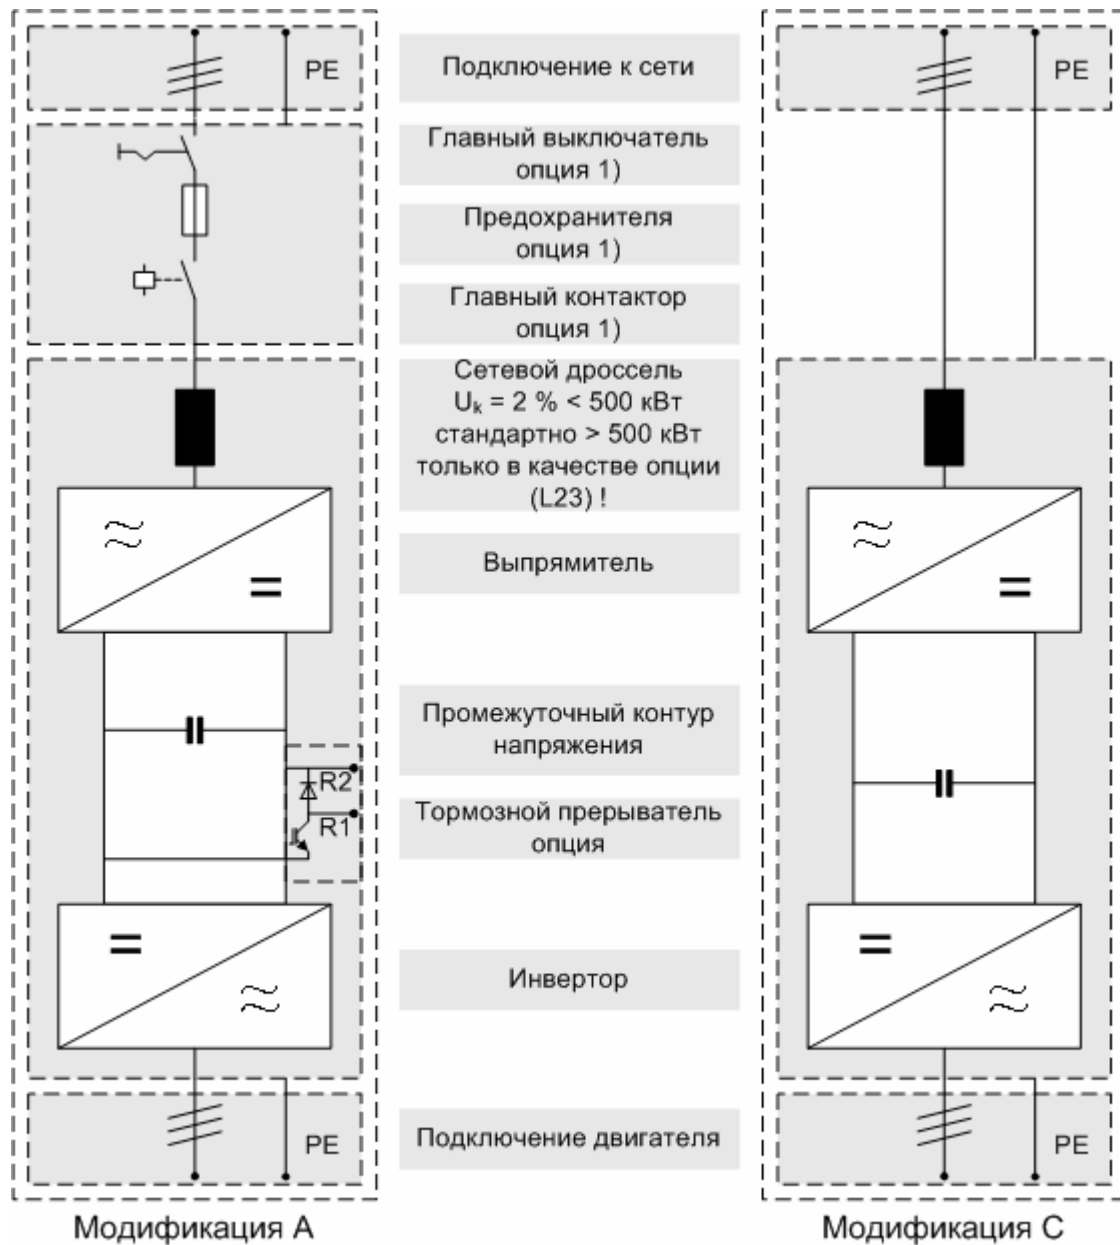 PE
Подключение к сети
PE
Главный выключатель
опция 1)
Предохранителя
опция 1)
Главный контактор
опция 1)
Сетевой дроссель
Uₖ = 2 % < 500 кВт
стандартно > 500 кВт
только в качестве опции
(L23) !
Выпрямитель
Промежуточный контур
напряжения
R2
R1
Тормозной прерыватель
опция
Инвертор
PE
Подключение двигателя
PE
Модификация А
Модификация С